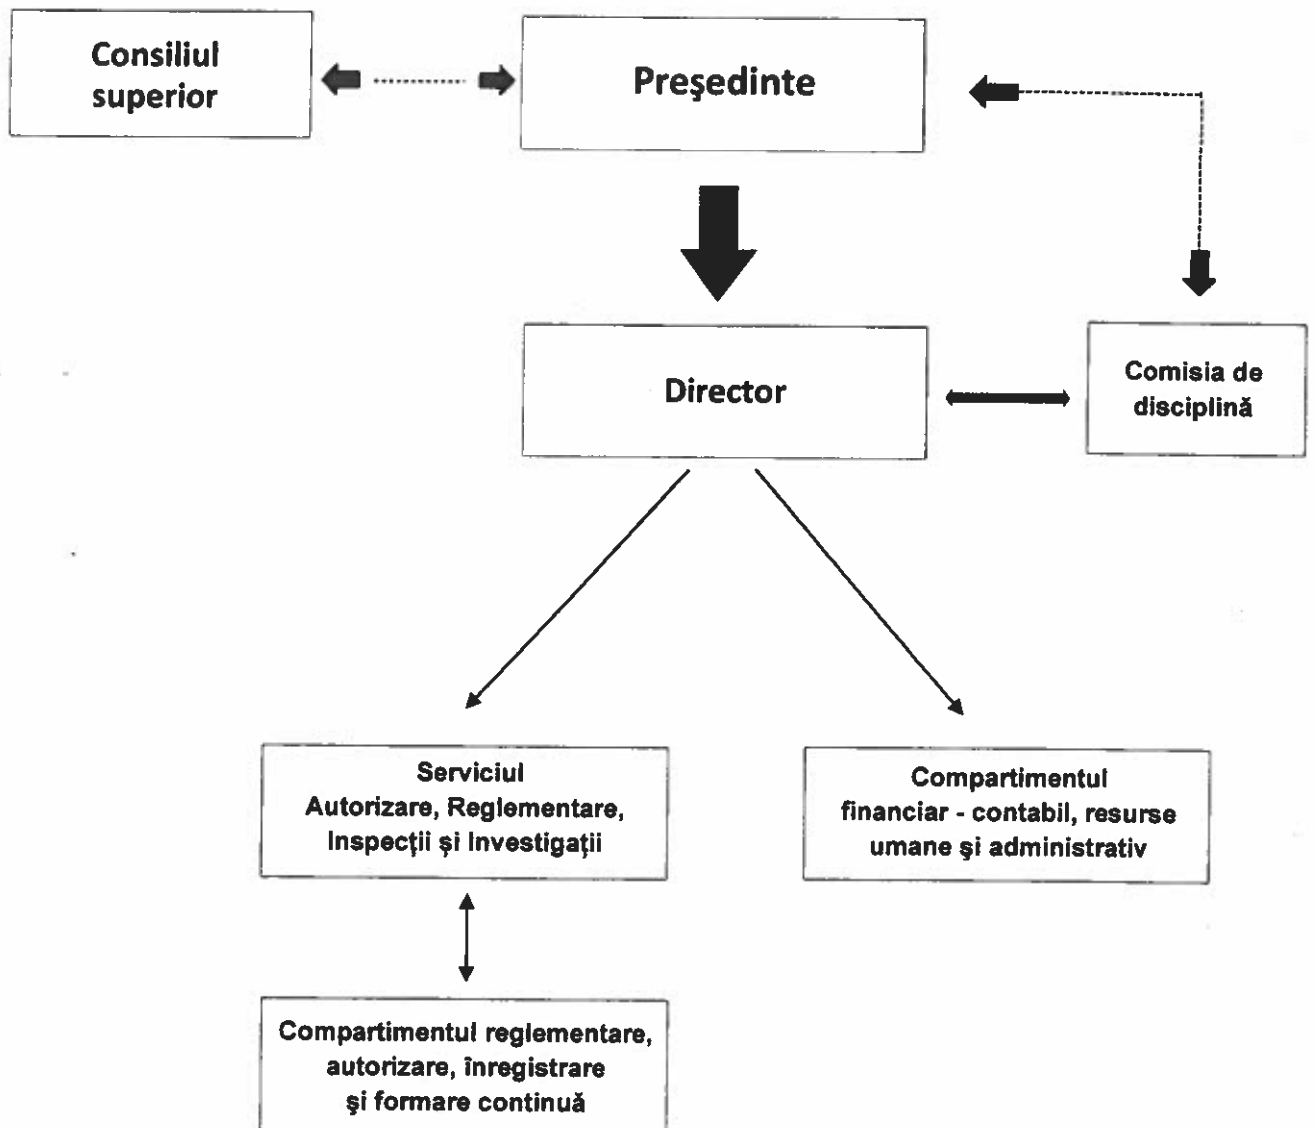 Consiliul
superior
Preşedinte
Director
Comisia de
disciplină
Serviciul
Autorizare, Reglementare,
Inspecţii şi Investigaţii
Compartimentul
financiar - contabil, resurse
umane şi administrativ
Compartimentul reglementare,
autorizare, înregistrare
şi formare continuă